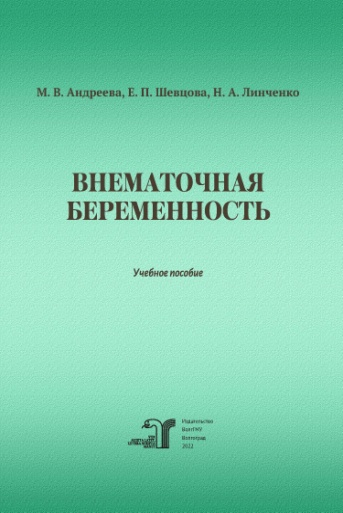 М. В. Андреева, Е. П. Шевцова, Н. А. Линченко
ВНЕМАТОЧНАЯ
БЕРЕМЕННОСТЬ
Учебное пособие
Издательство
ВолгГМУ
Волгоград
2022